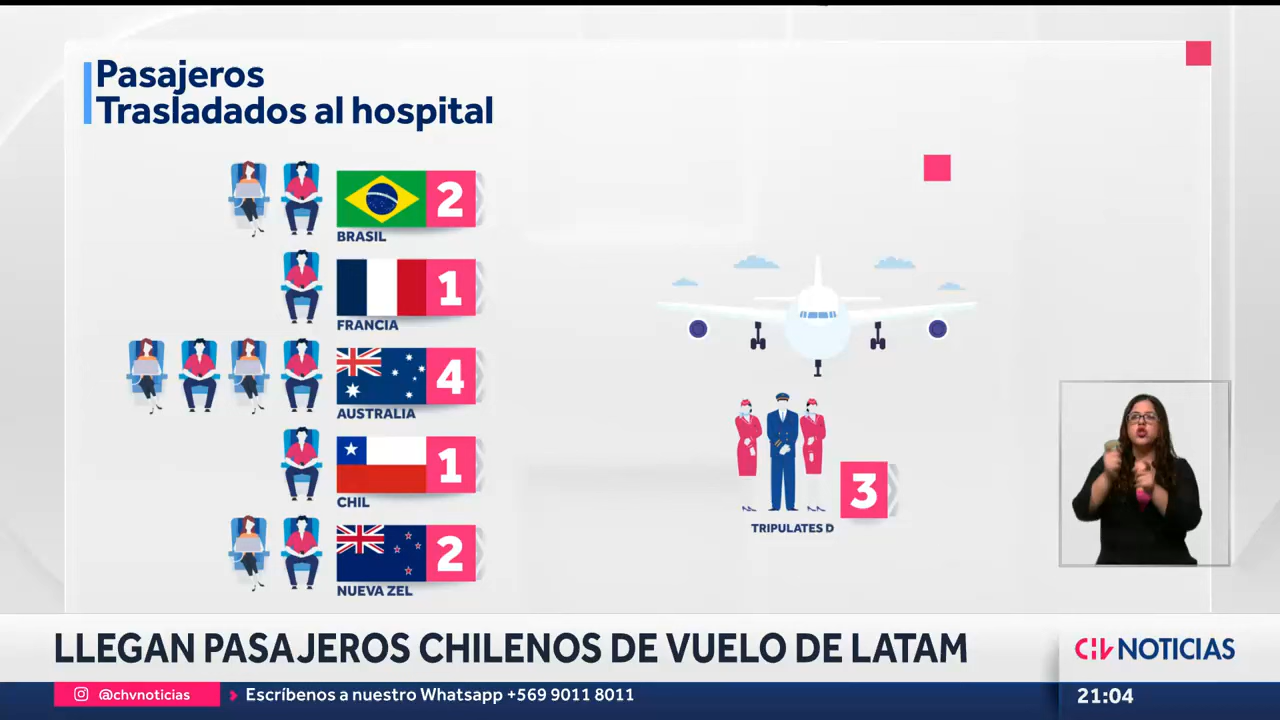 Pasajeros
Trasladados al hospital
2
BRASIL
1
FRANCIA
4
AUSTRALIA
1
CHIL
2
NUEVA ZEL
3
TRIPULATES D
LLEGAN PASAJEROS CHILENOS DE VUELO DE LATAM
CHV NOTICIAS
@chvnoticias
Escríbenos a nuestro Whatsapp +569 9011 8011
21:04